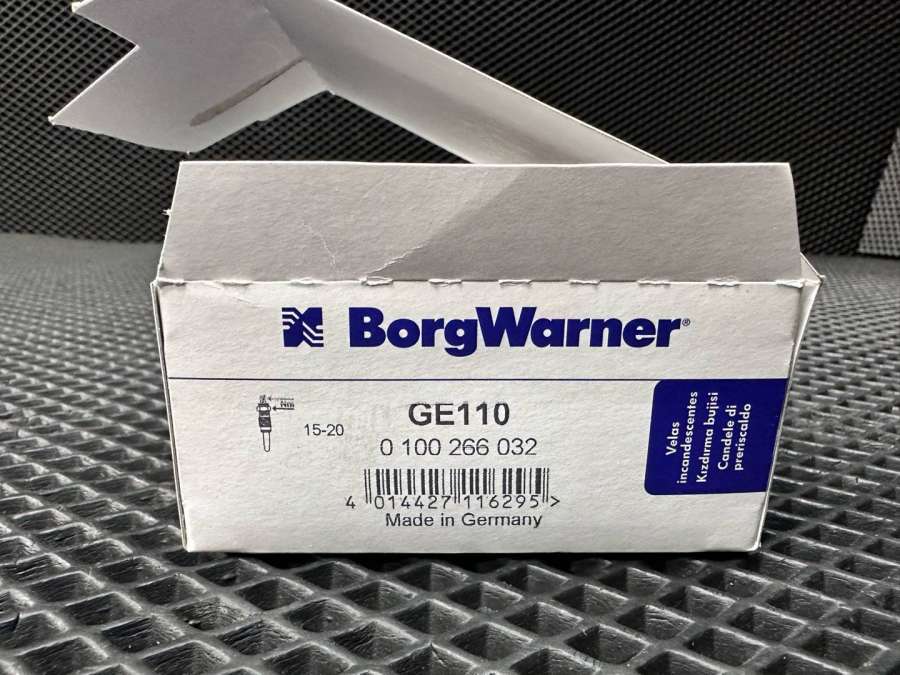 BorgWarner®
GE110
15-20
0 100 266 032
4 014427 116295 >
Made in Germany
Velas
incandescentes
Kızdırma bujisi
Candele di
preriscaldo